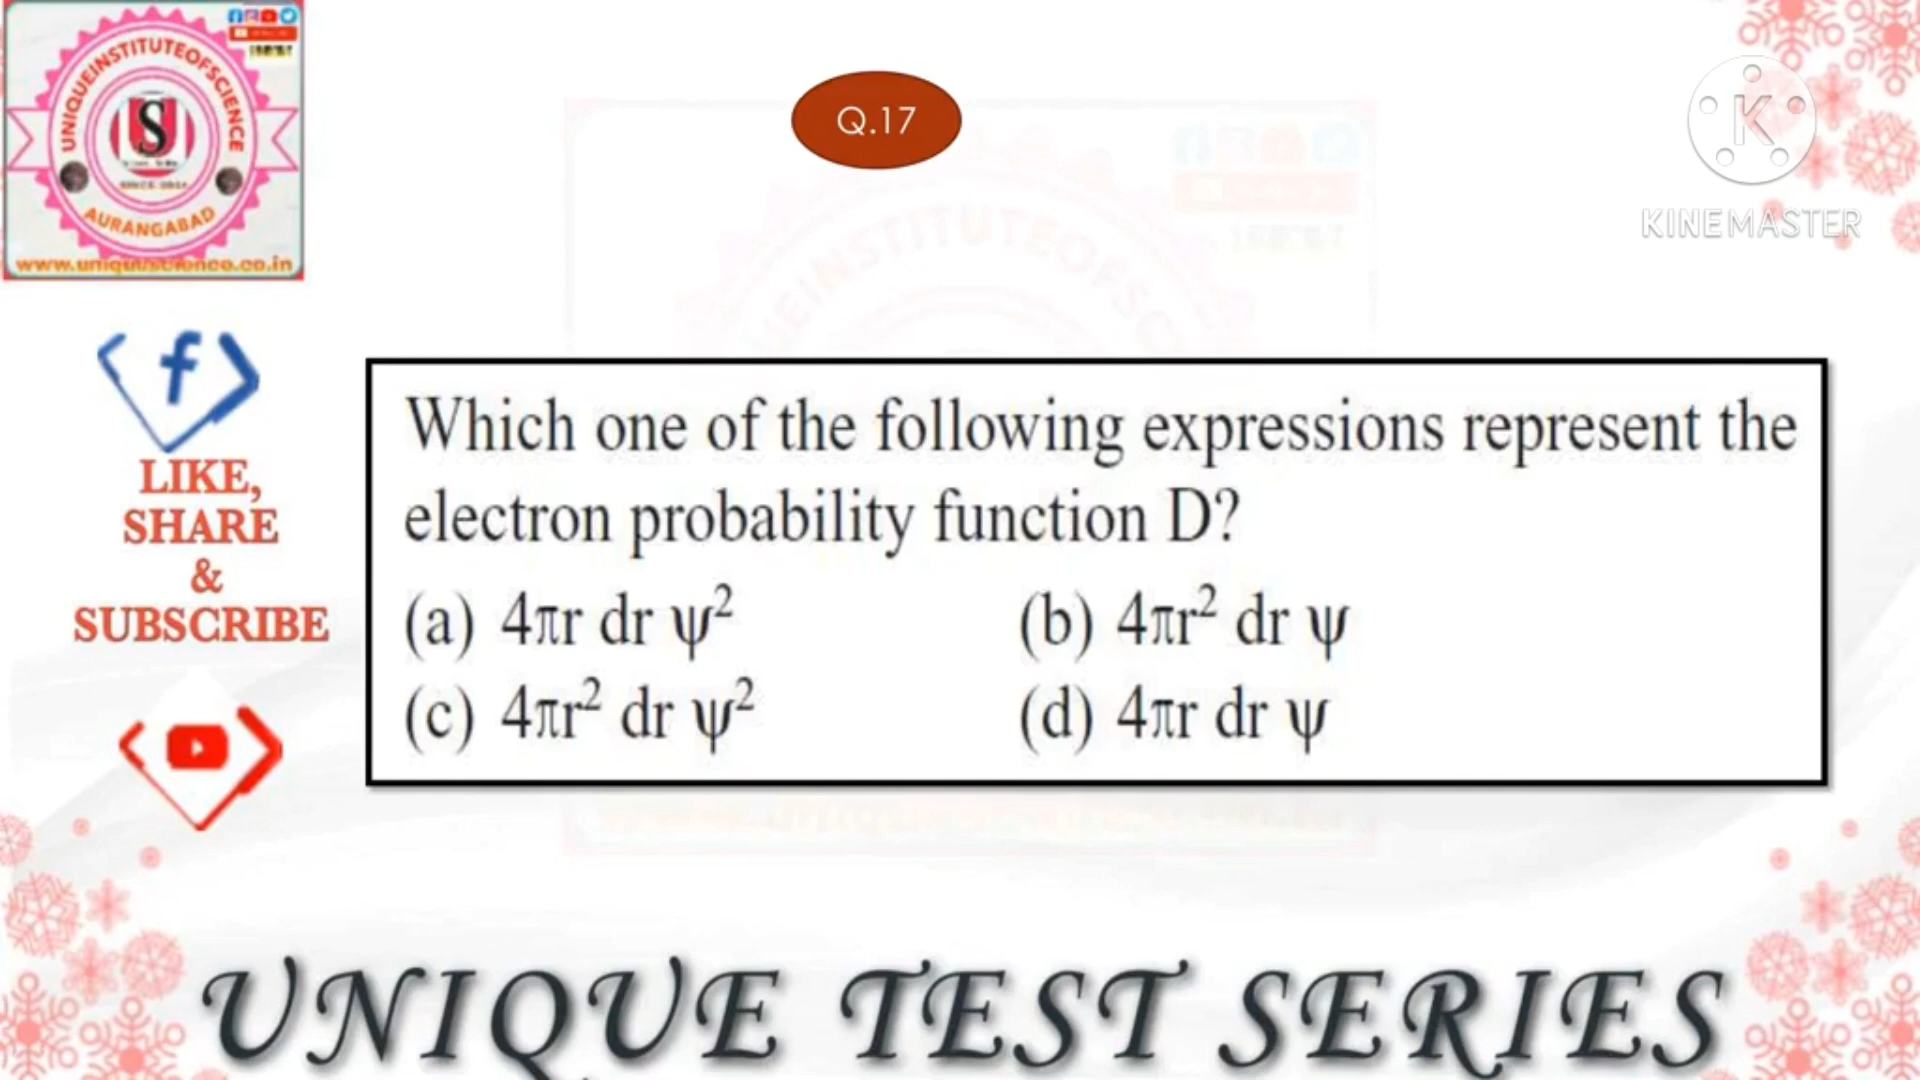 UNIQUEINSTITUTEOFSCIENCE
S
AURANGABAD
Q.17
K
KINEMASTER
f
LIKE,
SHARE
&
SUBSCRIBE
Which one of the following expressions represent the
electron probability function D?
(a) 4πr dr ψ² (b) 4πr² dr ψ
(c) 4πr² dr ψ² (d) 4πr dr ψ
UNIQUE TEST SERIES